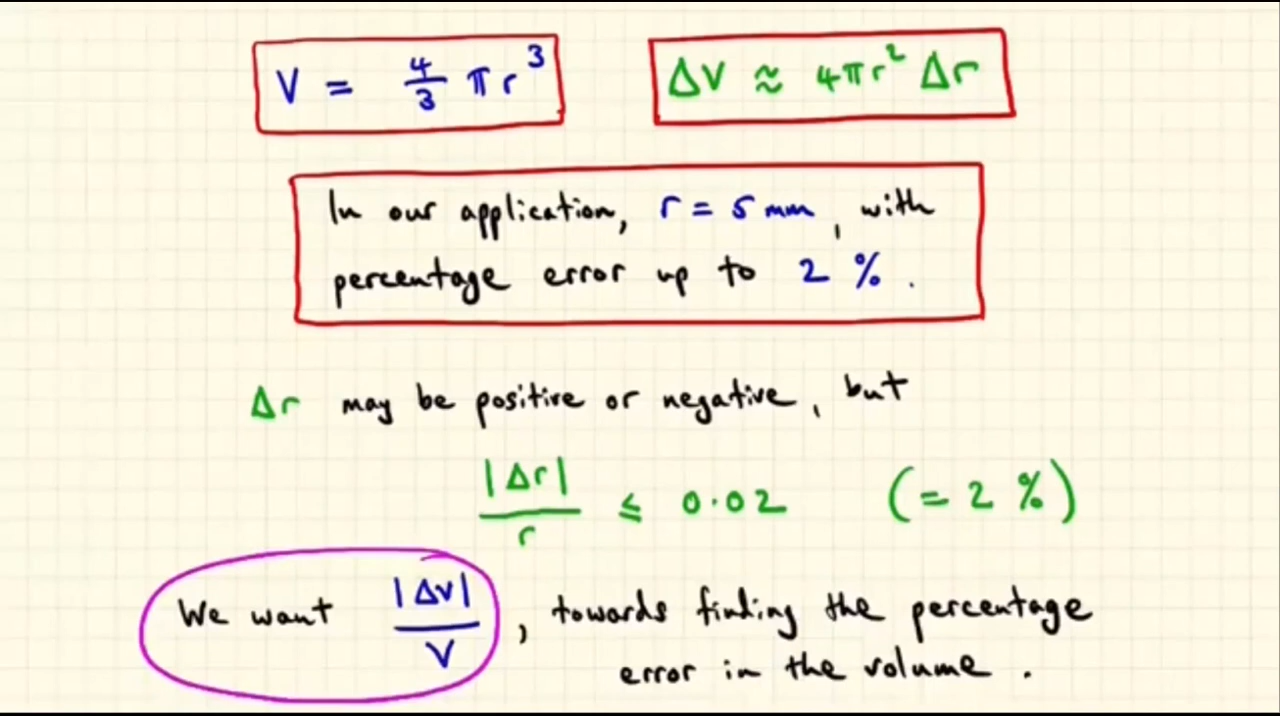 V = 4/3 πr³
ΔV ≈ 4πr² Δr
In our application, r = 5 mm, with
percentage error up to 2 %.
Δr may be positive or negative, but
|Δr|/r ≤ 0.02 (= 2 %)
We want |ΔV|/V, towards finding the percentage
error in the volume.